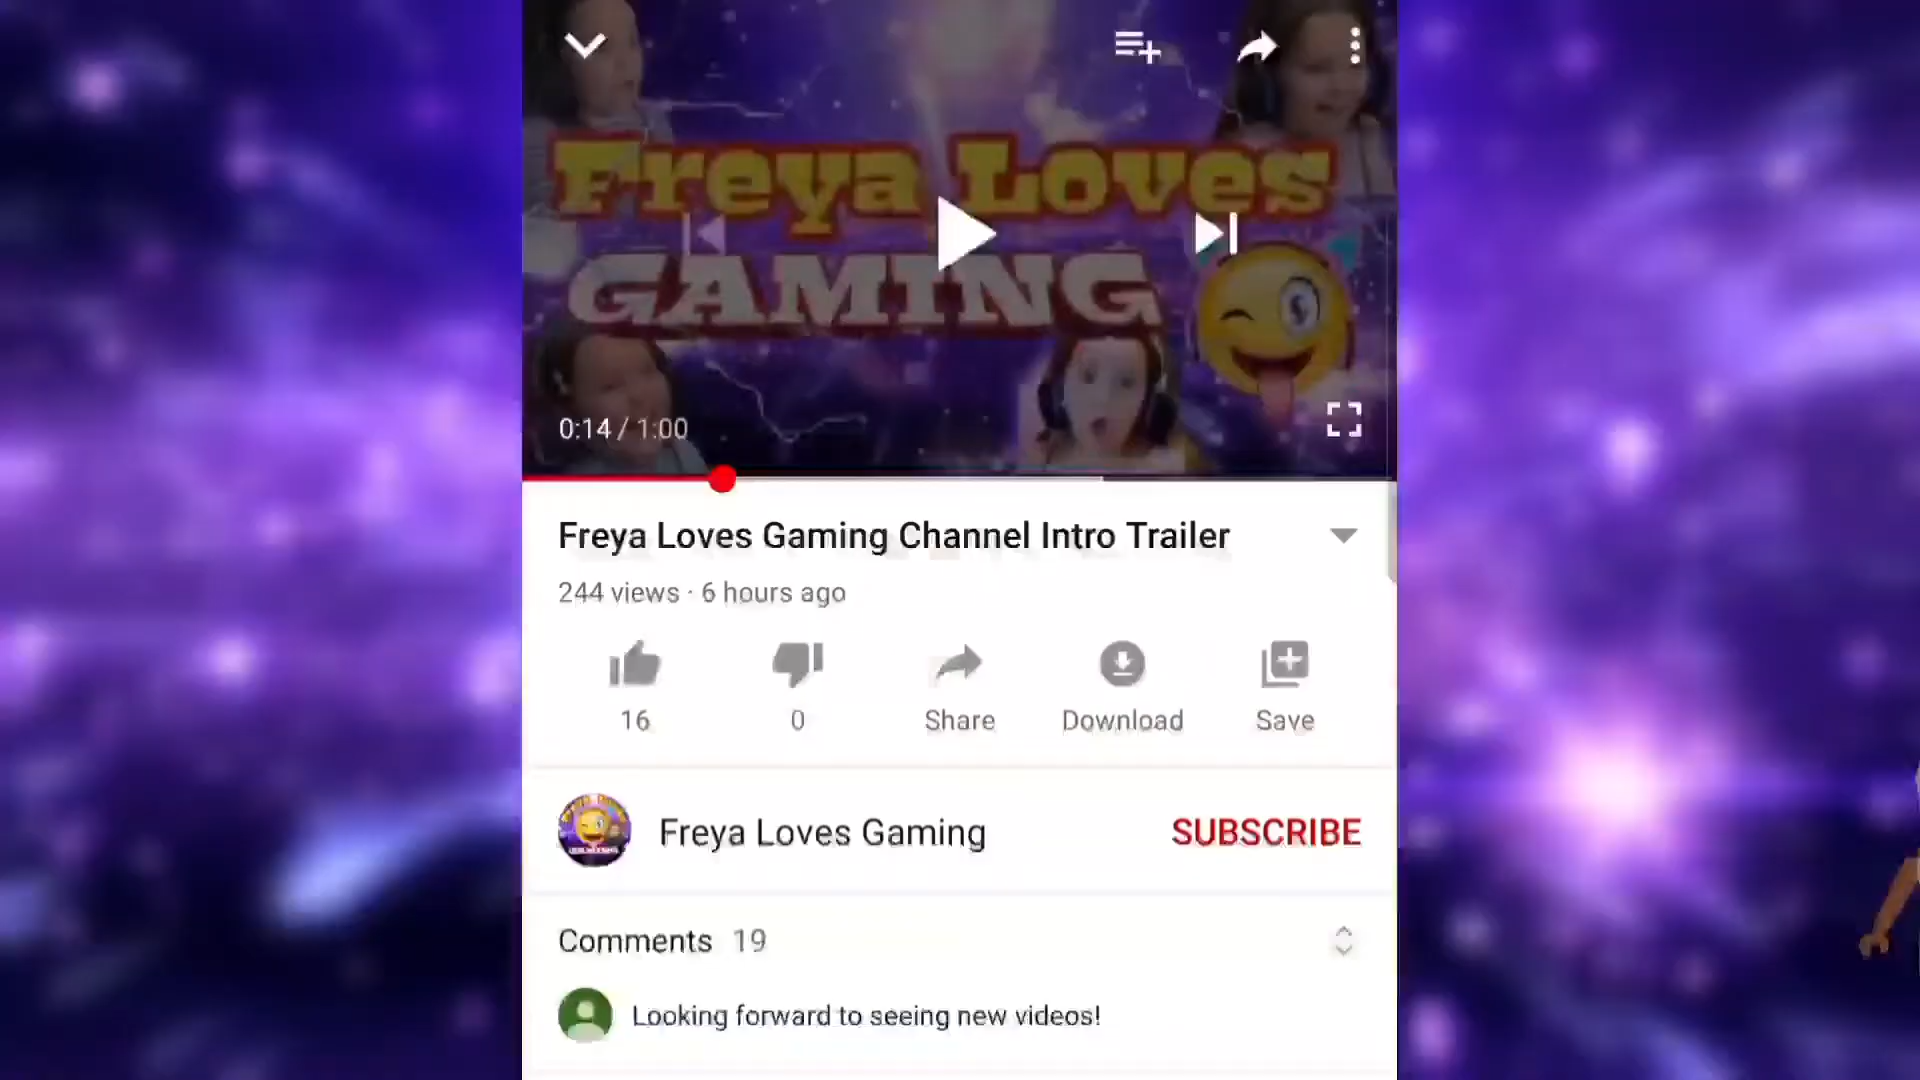 Freya Loves
GAMING
0:14 / 1:00
Freya Loves Gaming Channel Intro Trailer
244 views · 6 hours ago
16
0
Share
Download
Save
Freya Loves Gaming
SUBSCRIBE
Comments 19
Looking forward to seeing new videos!